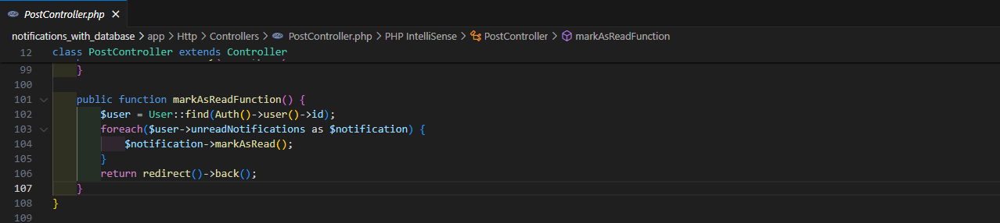 PostController.php ×
notifications_with_database > app > Http > Controllers > PostController.php > PHP IntelliSense > PostController > markAsReadFunction
12 class PostController extends Controller
99 }
100
101 public function markAsReadFunction() {
102 $user = User::find(Auth()->user()->id);
103 foreach($user->unreadNotifications as $notification) {
104 $notification->markAsRead();
105 }
106 return redirect()->back();
107 }
108 }
109